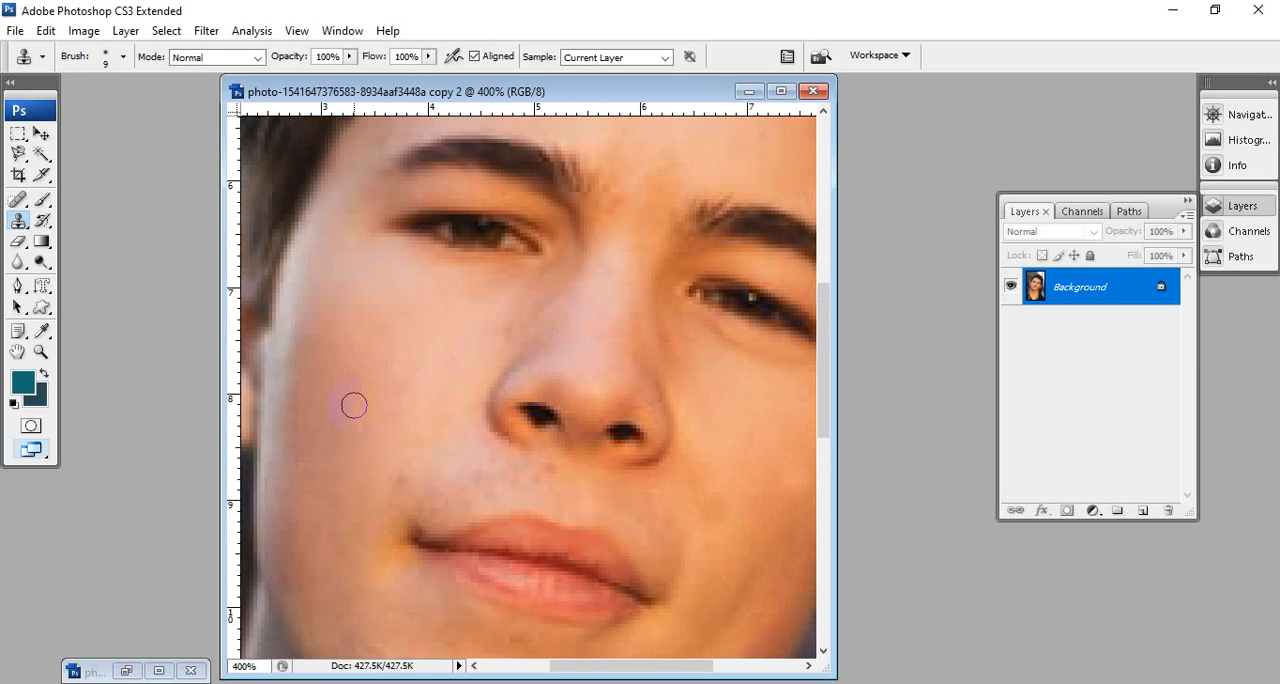 Adobe Photoshop CS3 Extended
File Edit Image Layer Select Filter Analysis View Window Help
Brush: 9 Mode: Normal Opacity: 100% Flow: 100% Aligned Sample: Current Layer Workspace
Ps
photo-1541647376583-8934aaf3448a copy 2 @ 400% (RGB/8)
3 4 5 6 7
6
7
8
9
10
400% Doc: 427.5K/427.5K
ph...
Layers x Channels Paths
Normal Opacity: 100%
Lock: Fill: 100%
Background
Navigat...
Histogr...
Info
Layers
Channels
Paths